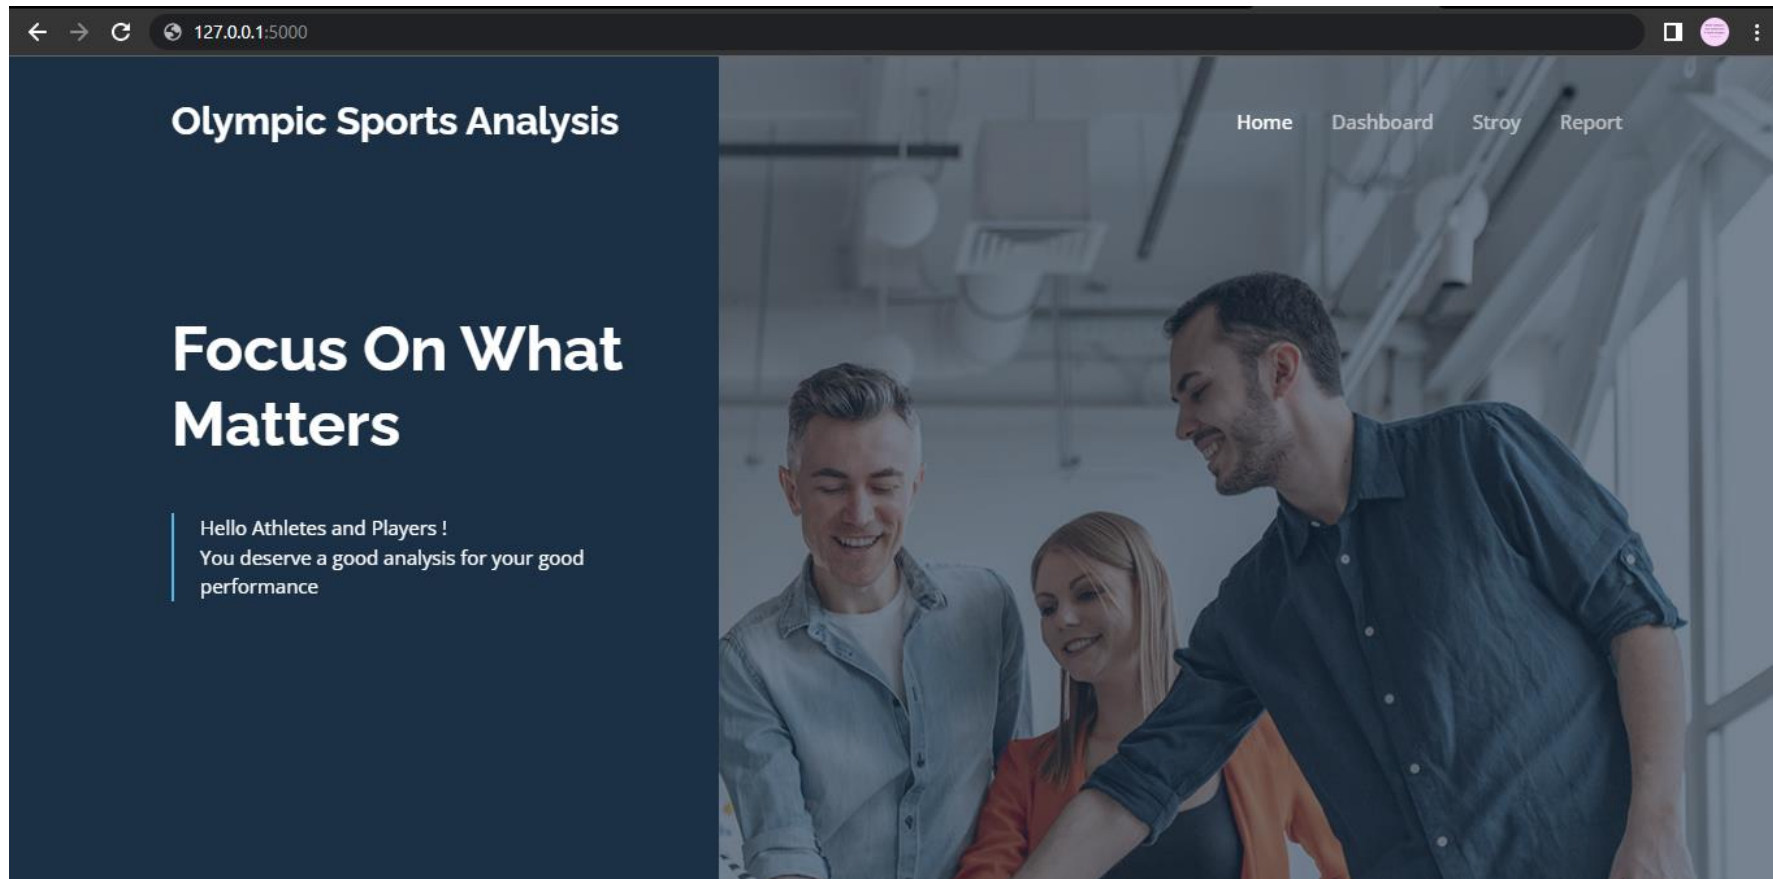 127.0.0.1:5000
Olympic Sports Analysis
Home Dashboard Stroy Report
Focus On What
Matters
Hello Athletes and Players !
You deserve a good analysis for your good
performance